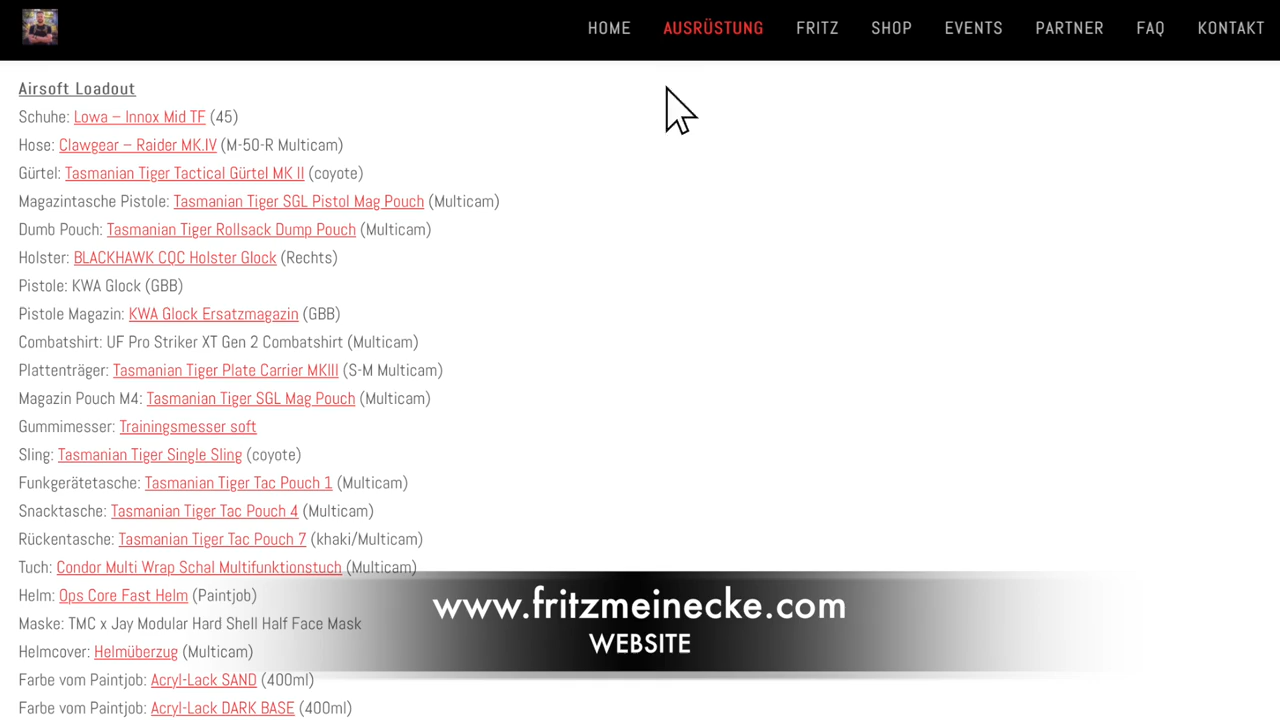 HOME AUSRÜSTUNG FRITZ SHOP EVENTS PARTNER FAQ KONTAKT
Airsoft Loadout
Schuhe: Lowa – Innox Mid TF (45)
Hose: Clawgear – Raider MK.IV (M-50-R Multicam)
Gürtel: Tasmanian Tiger Tactical Gürtel MK II (coyote)
Magazintasche Pistole: Tasmanian Tiger SGL Pistol Mag Pouch (Multicam)
Dumb Pouch: Tasmanian Tiger Rollsack Dump Pouch (Multicam)
Holster: BLACKHAWK CQC Holster Glock (Rechts)
Pistole: KWA Glock (GBB)
Pistole Magazin: KWA Glock Ersatzmagazin (GBB)
Combatshirt: UF Pro Striker XT Gen 2 Combatshirt (Multicam)
Plattenträger: Tasmanian Tiger Plate Carrier MKIII (S-M Multicam)
Magazin Pouch M4: Tasmanian Tiger SGL Mag Pouch (Multicam)
Gummimesser: Trainingsmesser soft
Sling: Tasmanian Tiger Single Sling (coyote)
Funkgerätetasche: Tasmanian Tiger Tac Pouch 1 (Multicam)
Snacktasche: Tasmanian Tiger Tac Pouch 4 (Multicam)
Rückentasche: Tasmanian Tiger Tac Pouch 7 (khaki/Multicam)
Tuch: Condor Multi Wrap Schal Multifunktionstuch (Multicam)
Helm: Ops Core Fast Helm (Paintjob)
Maske: TMC x Jay Modular Hard Shell Half Face Mask
Helmcover: Helmüberzug (Multicam)
Farbe vom Paintjob: Acryl-Lack SAND (400ml)
Farbe vom Paintjob: Acryl-Lack DARK BASE (400ml)
www.fritzmeinecke.com
WEBSITE